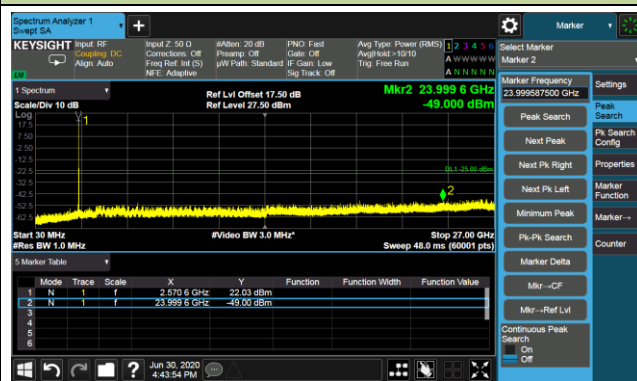 Spectrum Analyzer 1
Swept SA
+
Marker
KEYSIGHT
Input: RF
Coupling: DC
Align: Auto
Input Z: 50 Ω
Corrections: Off
Freq Ref: Int (S)
NFE: Adaptive
#Atten: 20 dB
Preamp: Off
µW Path: Standard
PNO: Fast
Gate: Off
IF Gain: Low
Sig Track: Off
Avg Type: Power (RMS)
Avg|Hold:>10/10
Trig: Free Run
1 2 3 4 5 6
A W W W W W
A N N N N N
LXI
1 Spectrum
Scale/Div 10 dB
Ref Lvl Offset 17.50 dB
Ref Level 27.50 dBm
Mkr2 23.999 6 GHz
-49.000 dBm
Log
17.5
7.50
-2.50
-12.5
-22.5
-32.5
-42.5
-52.5
-62.5
1
DL1 -25.00 dBm
2
Start 30 MHz
#Res BW 1.0 MHz
#Video BW 3.0 MHz*
Stop 27.00 GHz
Sweep 48.0 ms (60001 pts)
5 Marker Table
Mode Trace Scale X Y Function Function Width Function Value
1 N 1 f 2.570 6 GHz 22.03 dBm
2 N 1 f 23.999 6 GHz -49.00 dBm
3
4
5
6
Jun 30, 2020
4:43:54 PM
Select Marker
Marker 2
Marker Frequency
23.999587500 GHz
Peak Search
Next Peak
Next Pk Right
Next Pk Left
Minimum Peak
Pk-Pk Search
Marker Delta
Mkr→CF
Mkr→Ref Lvl
Continuous Peak
Search
On
Off
Settings
Peak
Search
Pk Search
Config
Properties
Marker
Function
Marker→
Counter